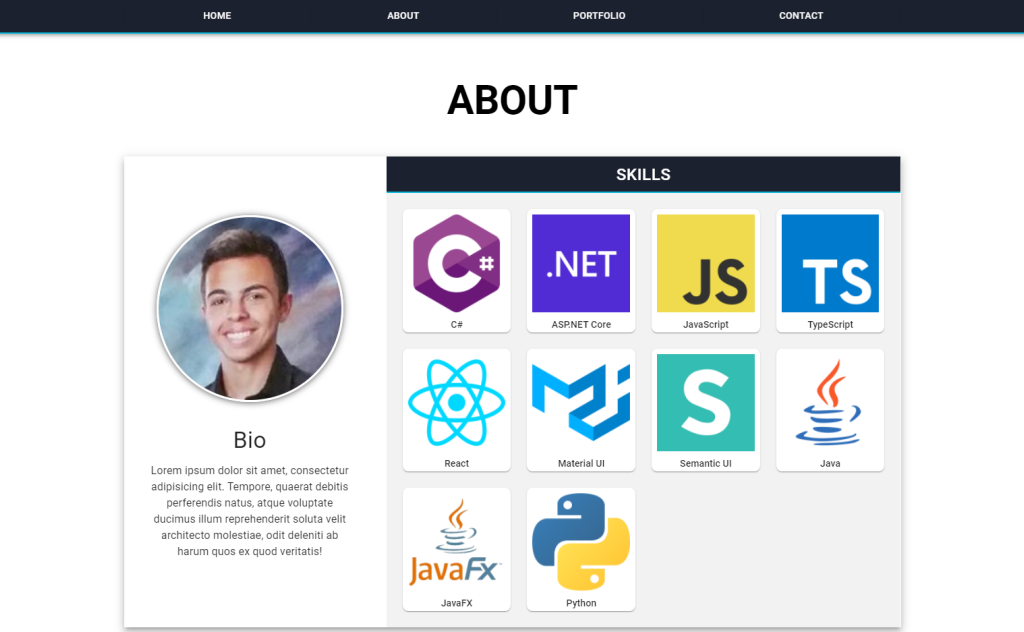 HOME ABOUT PORTFOLIO CONTACT
ABOUT
Bio
Lorem ipsum dolor sit amet, consectetur
adipisicing elit. Tempore, quaerat debitis
perferendis natus, atque voluptate
ducimus illum reprehenderit soluta velit
architecto molestiae, odit deleniti ab
harum quos ex quod veritatis!
SKILLS
C# .NET JS TS
C# ASP.NET Core JavaScript TypeScript
S
React Material UI Semantic UI Java
JavaFX
JavaFX Python